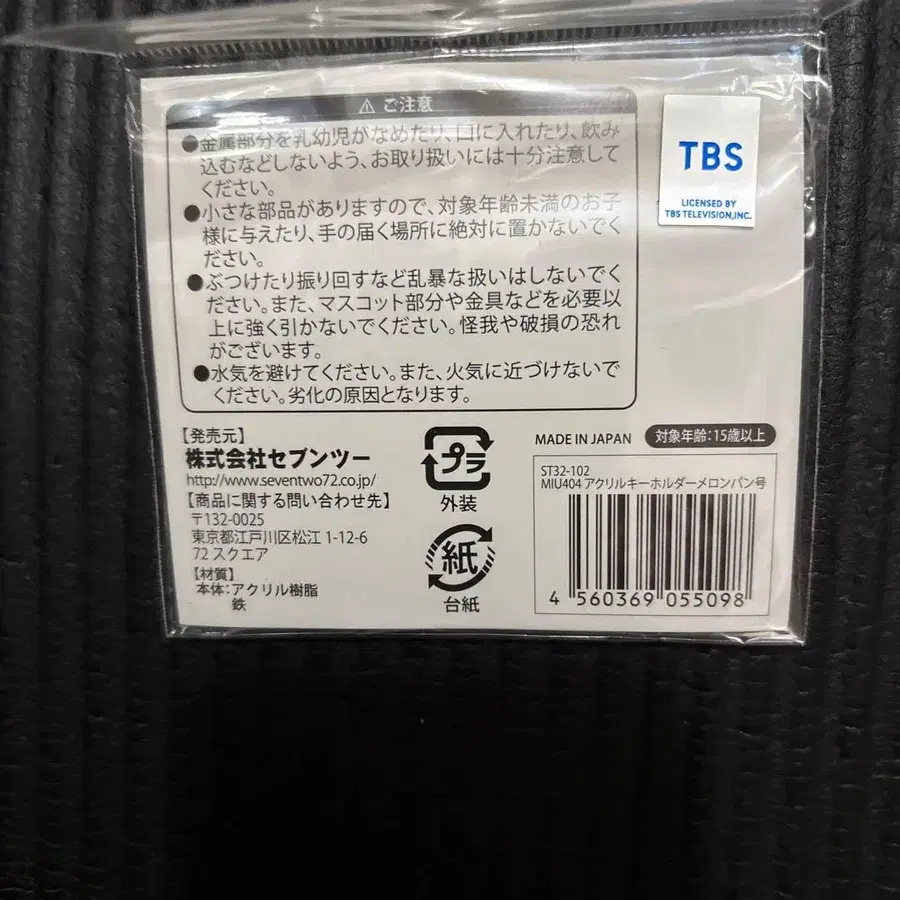 ⚠ ご注意
●金属部分を乳幼児がなめたり、口に入れたり、飲み
込むなどしないよう、お取り扱いには十分注意して
ください。
●小さな部品がありますので、対象年齢未満のお子
様に与えたり、手の届く場所に絶対に置かないでく
ださい。
●ぶつけたり振り回すなど乱暴な扱いはしないでく
ださい。また、マスコット部分や金具などを必要以
上に強く引かないでください。怪我や破損の恐れ
がございます。
●水気を避けてください。また、火気に近づけないで
ください。劣化の原因となります。
TBS
LICENSED BY
TBS TELEVISION,INC.
【発売元】
株式会社セブンツー
http://www.seventwo72.co.jp/
【商品に関する問い合わせ先】
〒132-0025
東京都江戸川区松江 1-12-6
72 スクエア
【材質】
本体:アクリル樹脂
鉄
プラ
外装
紙
台紙
MADE IN JAPAN
対象年齢:15歳以上
ST32-102
MIU404 アクリルキーホルダーメロンパン号
4 560369 055098